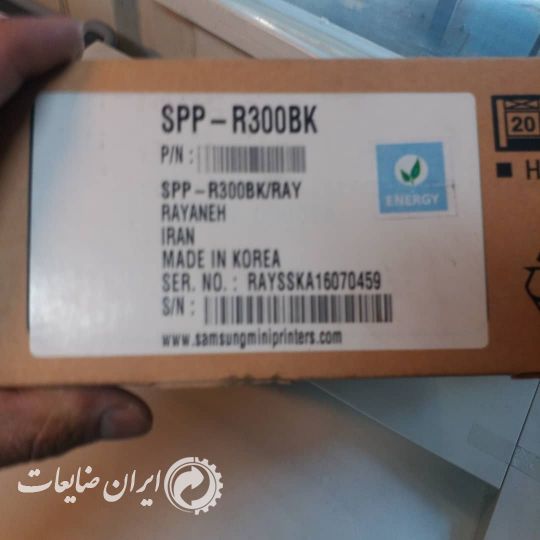 SPP-R300BK
P/N :
SPP-R300BK/RAY
RAYANEH
IRAN
MADE IN KOREA
SER. NO. : RAYSSKA16070459
S/N :
www.samsungminiprinters.com
ENERGY
20
H
ایران ضایعات